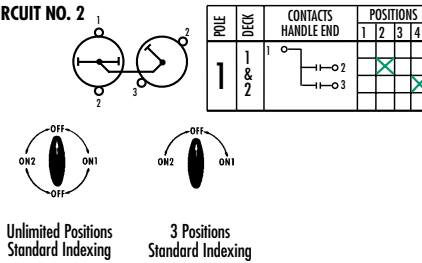 RCUIT NO. 2
1
2
2
3
POLE
DECK
CONTACTS
HANDLE END
POSITIONS
1 2 3 4
1
1
&
2
1
2
3
OFF
ON2
ON1
OFF
OFF
ON2
ON1
Unlimited Positions
Standard Indexing
3 Positions
Standard Indexing